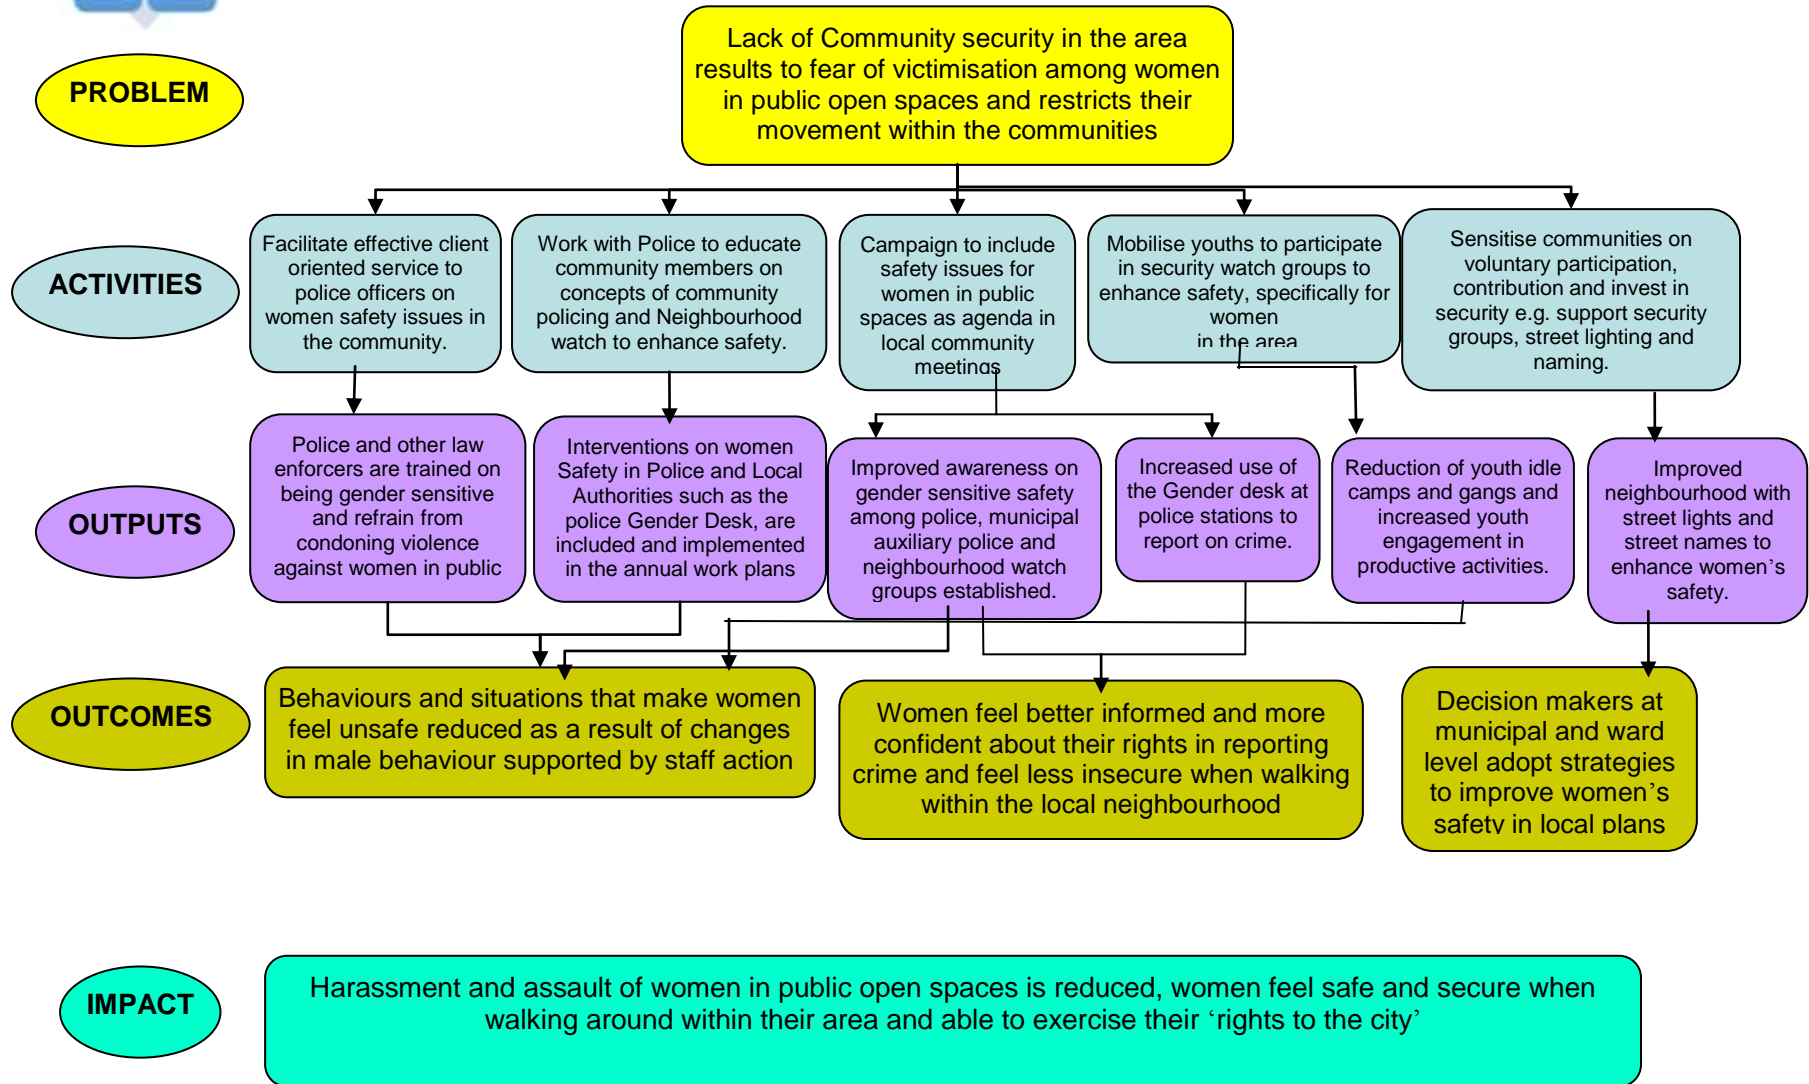 PROBLEM
Lack of Community security in the area
results to fear of victimisation among women
in public open spaces and restricts their
movement within the communities
ACTIVITIES
Facilitate effective client
oriented service to
police officers on
women safety issues in
the community.
Work with Police to educate
community members on
concepts of community
policing and Neighbourhood
watch to enhance safety.
Campaign to include
safety issues for
women in public
spaces as agenda in
local community
meetings
Mobilise youths to participate
in security watch groups to
enhance safety, specifically for
women
in the area
Sensitise communities on
voluntary participation,
contribution and invest in
security e.g. support security
groups, street lighting and
naming.
OUTPUTS
Police and other law
enforcers are trained on
being gender sensitive
and refrain from
condoning violence
against women in public
Interventions on women
Safety in Police and Local
Authorities such as the
police Gender Desk, are
included and implemented
in the annual work plans
Improved awareness on
gender sensitive safety
among police, municipal
auxiliary police and
neighbourhood watch
groups established.
Increased use of
the Gender desk at
police stations to
report on crime.
Reduction of youth idle
camps and gangs and
increased youth
engagement in
productive activities.
Improved
neighbourhood with
street lights and
street names to
enhance women’s
safety.
OUTCOMES
Behaviours and situations that make women
feel unsafe reduced as a result of changes
in male behaviour supported by staff action
Women feel better informed and more
confident about their rights in reporting
crime and feel less insecure when walking
within the local neighbourhood
Decision makers at
municipal and ward
level adopt strategies
to improve women’s
safety in local plans
IMPACT
Harassment and assault of women in public open spaces is reduced, women feel safe and secure when
walking around within their area and able to exercise their ‘rights to the city’